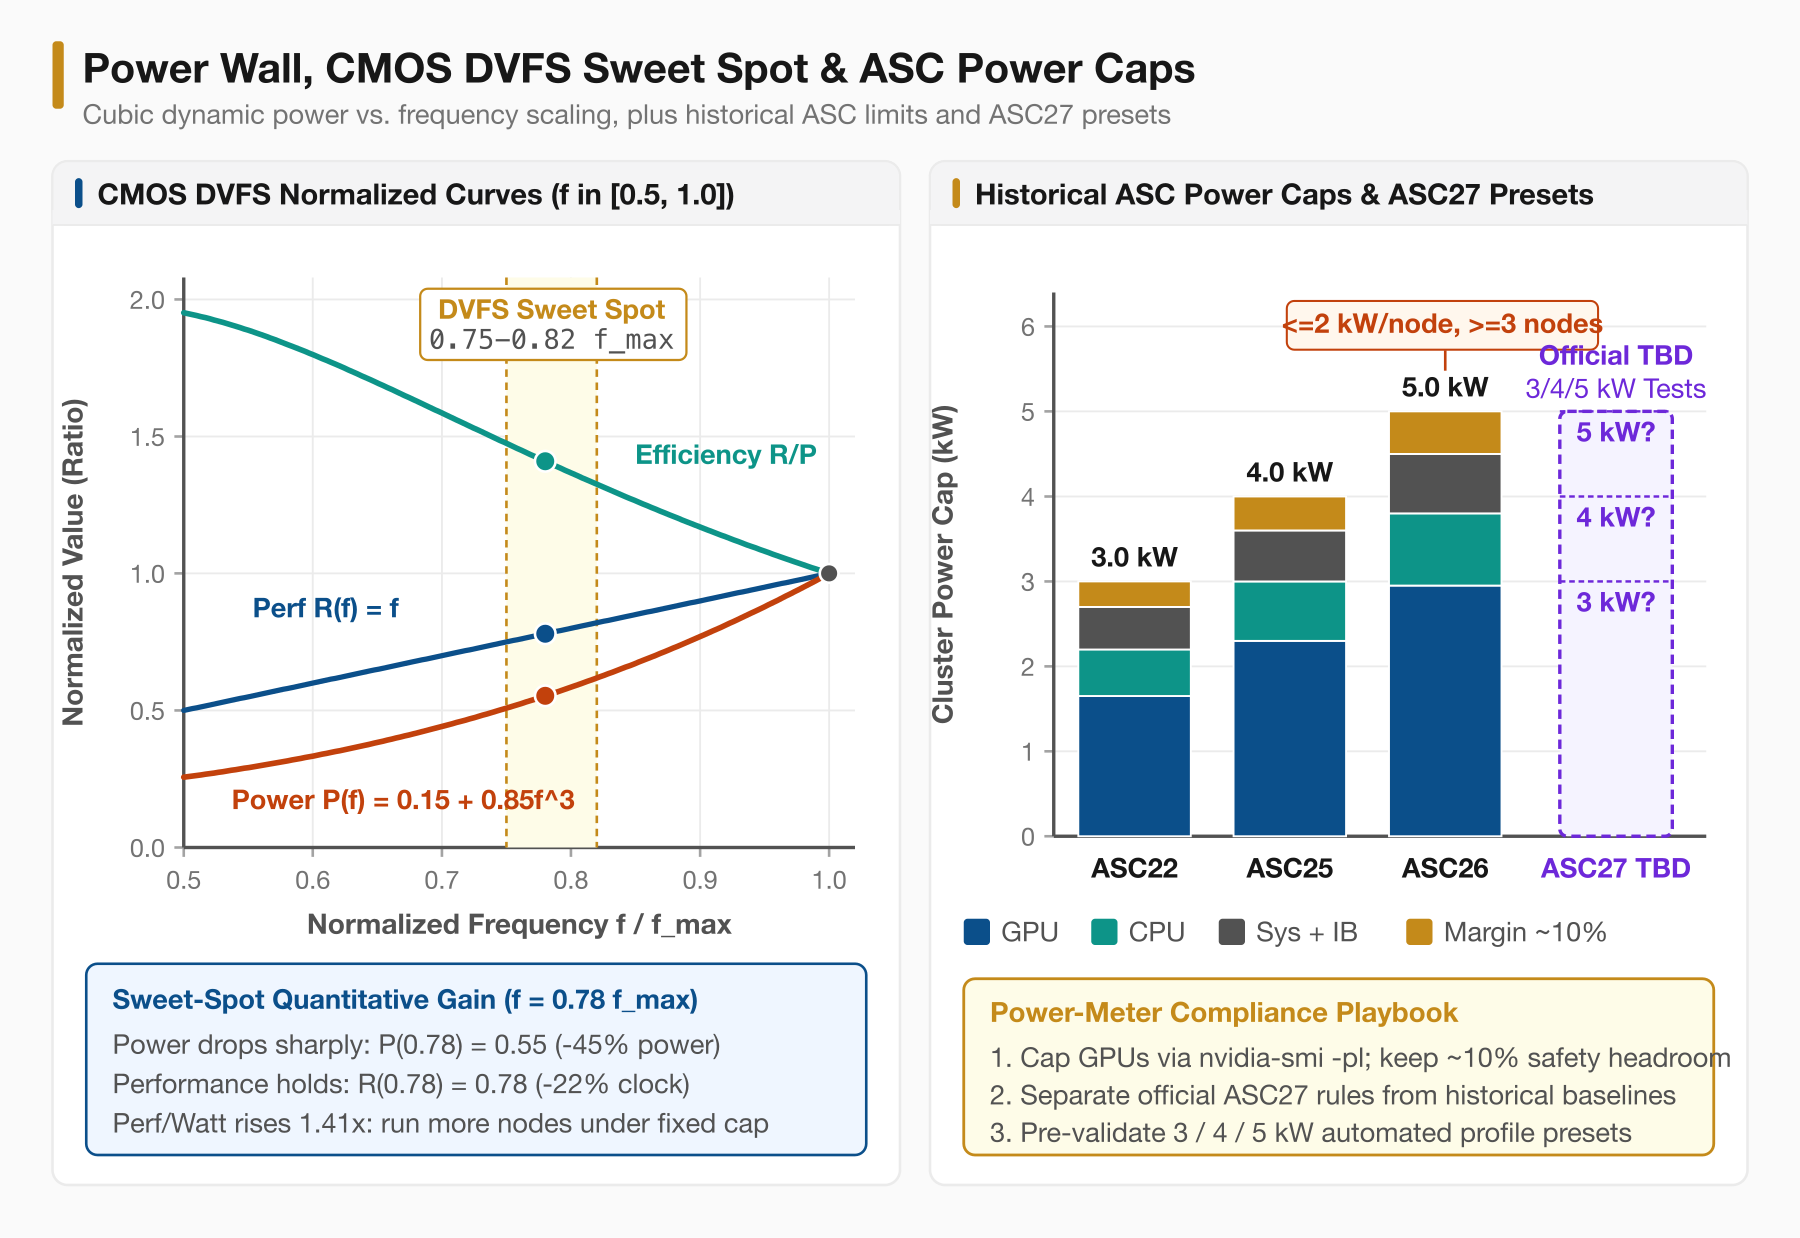 Power Wall, CMOS DVFS Sweet Spot & ASC Power Caps
Cubic dynamic power vs. frequency scaling, plus historical ASC limits and ASC27 presets
CMOS DVFS Normalized Curves (f in [0.5, 1.0])
Normalized Value (Ratio)
2.0
1.5
1.0
0.5
0.0
DVFS Sweet Spot
0.75–0.82 f_max
Efficiency R/P
Perf R(f) = f
Power P(f) = 0.15 + 0.85f^3
0.5
0.6
0.7
0.8
0.9
1.0
Normalized Frequency f / f_max
Sweet-Spot Quantitative Gain (f = 0.78 f_max)
Power drops sharply: P(0.78) = 0.55 (-45% power)
Performance holds: R(0.78) = 0.78 (-22% clock)
Perf/Watt rises 1.41x: run more nodes under fixed cap
Historical ASC Power Caps & ASC27 Presets
Cluster Power Cap (kW)
6
5
4
3
2
1
0
<=2 kW/node, >=3 nodes
Official TBD
3/4/5 kW Tests
5.0 kW
4.0 kW
3.0 kW
5 kW?
4 kW?
3 kW?
ASC22
ASC25
ASC26
ASC27 TBD
GPU
CPU
Sys + IB
Margin ~10%
Power-Meter Compliance Playbook
1. Cap GPUs via nvidia-smi -pl; keep ~10% safety headroom
2. Separate official ASC27 rules from historical baselines
3. Pre-validate 3 / 4 / 5 kW automated profile presets